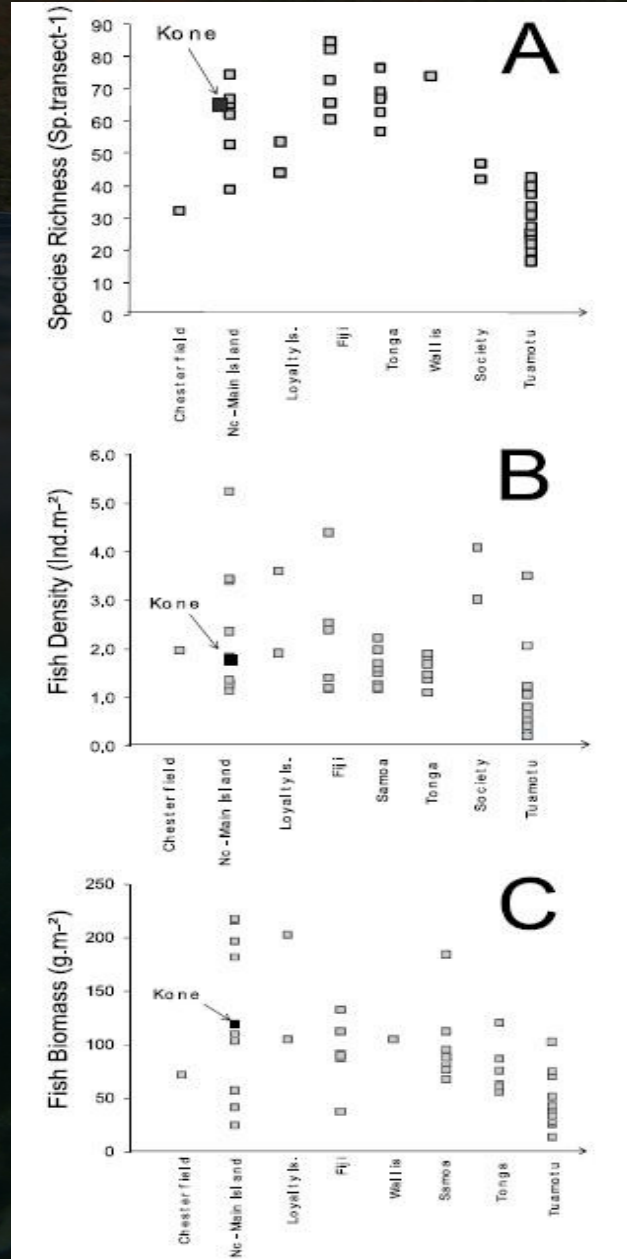 A
Species Richness (Sp.transect-1)
90
80
70
60
50
40
30
20
10
0
Kone
Chesterfield
Nc-Main Island
Loyalty Is.
Fiji
Tonga
Wallis
Society
Tuamotu
B
Fish Density (Ind.m-²)
6,0
5,0
4,0
3,0
2,0
1,0
0,0
Kone
Chesterfield
Nc-Main Island
Loyalty Is.
Fiji
Samoa
Tonga
Society
Tuamotu
C
Fish Biomass (g.m-²)
250
200
150
100
50
0
Kone
Chesterfield
Nc-Main Island
Loyalty Is.
Fiji
Wallis
Samoa
Tonga
Tuamotu